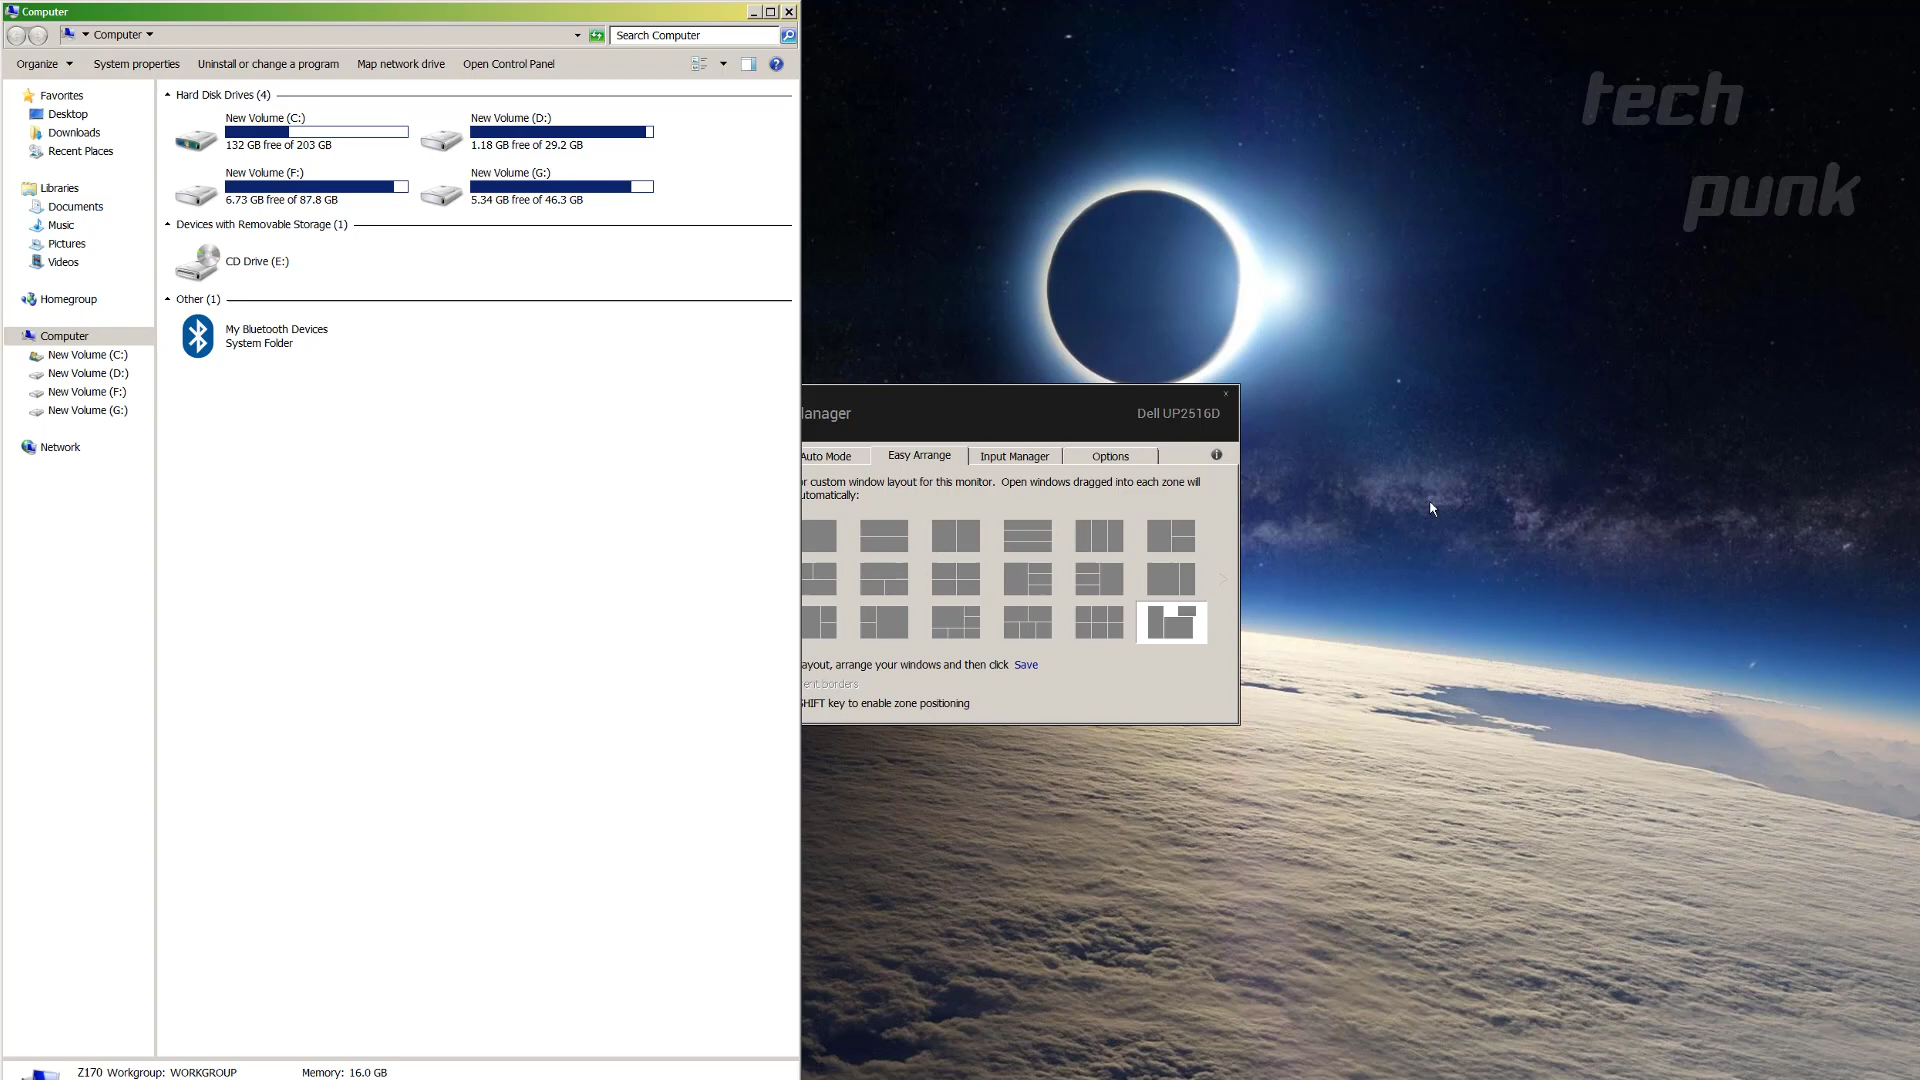 Computer
Computer
Search Computer
Organize
System properties
Uninstall or change a program
Map network drive
Open Control Panel
Favorites
Desktop
Downloads
Recent Places
Libraries
Documents
Music
Pictures
Videos
Homegroup
Computer
New Volume (C:)
New Volume (D:)
New Volume (F:)
New Volume (G:)
Network
Hard Disk Drives (4)
New Volume (C:)
132 GB free of 203 GB
New Volume (D:)
1.18 GB free of 29.2 GB
New Volume (F:)
6.73 GB free of 87.8 GB
New Volume (G:)
5.34 GB free of 46.3 GB
Devices with Removable Storage (1)
CD Drive (E:)
Other (1)
My Bluetooth Devices
System Folder
Z170 Workgroup: WORKGROUP
Memory: 16.0 GB
tech
punk
anager
Dell UP2516D
Auto Mode
Easy Arrange
Input Manager
Options
or custom window layout for this monitor. Open windows dragged into each zone will
utomatically:
ayout, arrange your windows and then click Save
ent borders
SHIFT key to enable zone positioning